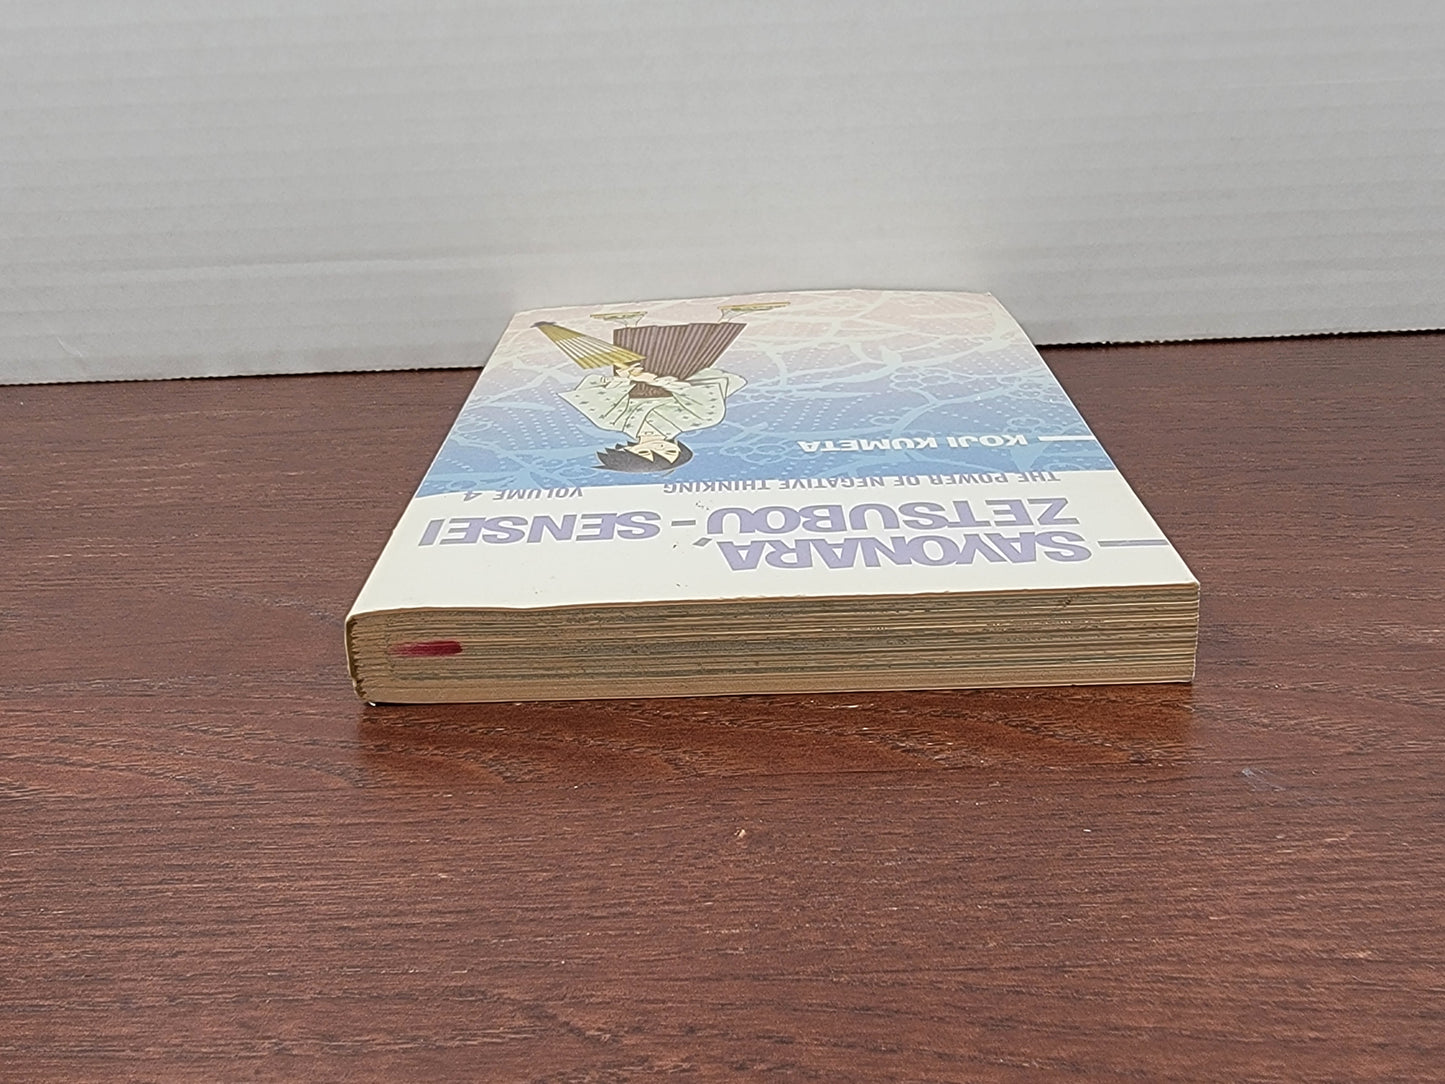 SAYONARA,
ZETSUBOU-SENSEI
THE POWER OF NEGATIVE THINKING VOLUME 4
KOJI KUMETA